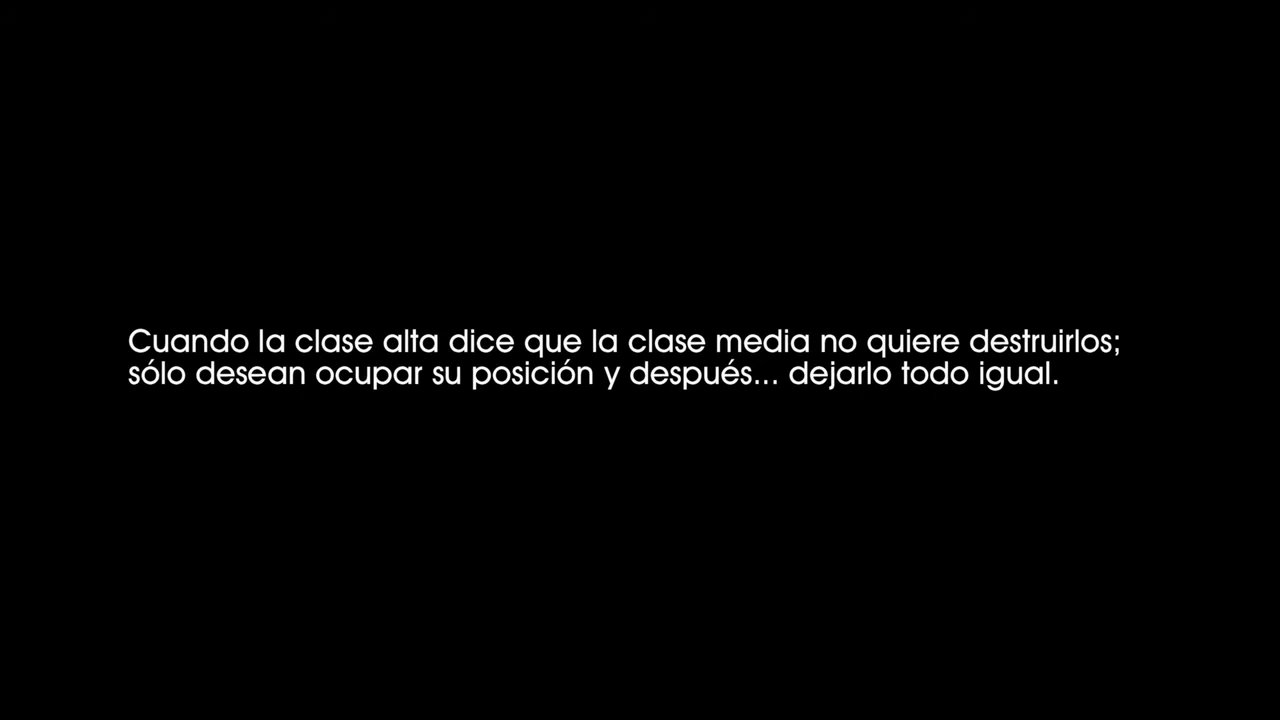 Cuando la clase alta dice que la clase media no quiere destruirlos;
sólo desean ocupar su posición y después... dejarlo todo igual.